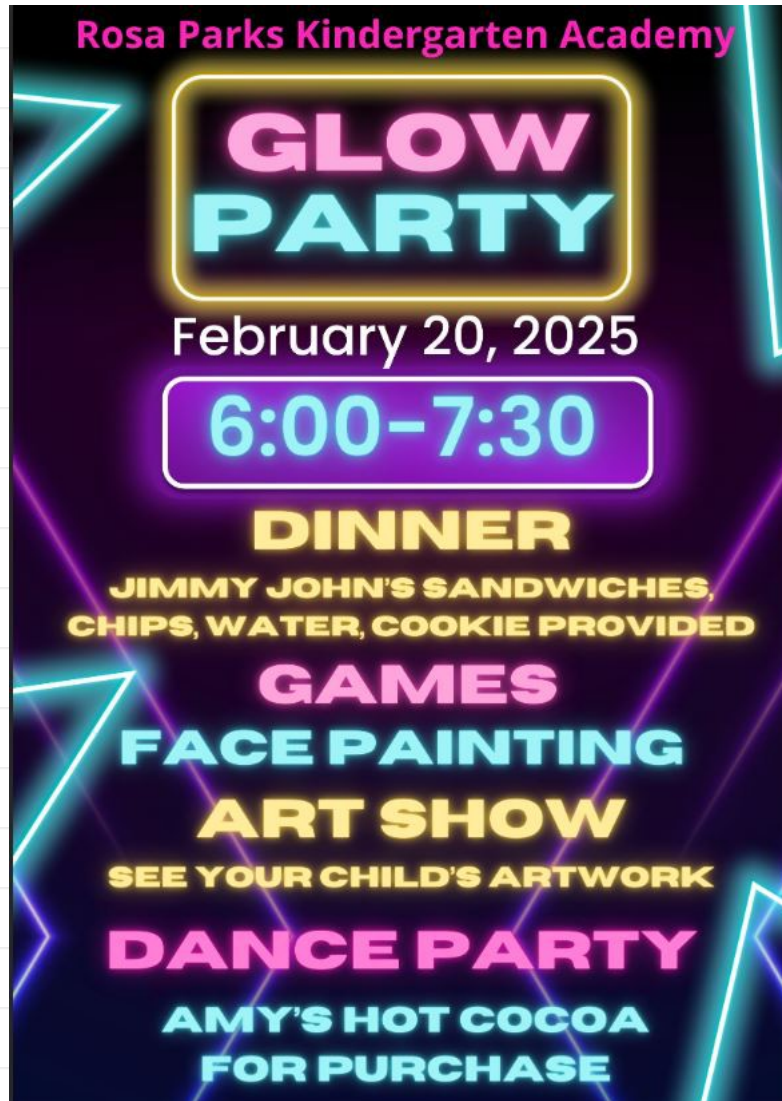 Rosa Parks Kindergarten Academy
GLOW
PARTY
February 20, 2025
6:00-7:30
DINNER
JIMMY JOHN'S SANDWICHES,
CHIPS, WATER, COOKIE PROVIDED
GAMES
FACE PAINTING
ART SHOW
SEE YOUR CHILD'S ARTWORK
DANCE PARTY
AMY'S HOT COCOA
FOR PURCHASE